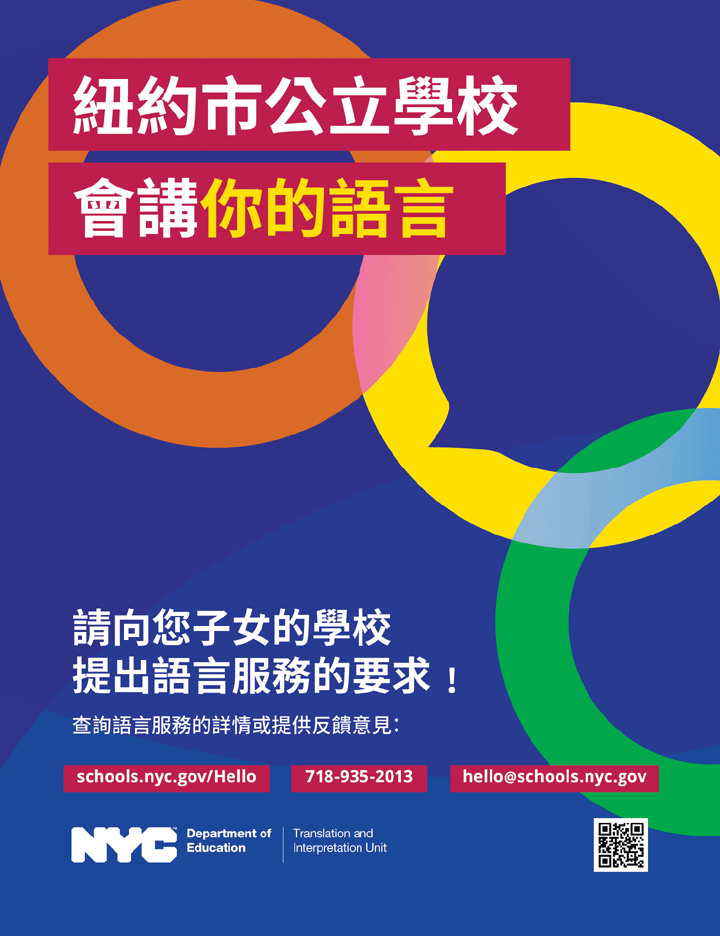 紐約市公立學校
會講你的語言
請向您子女的學校
提出語言服務的要求！
查詢語言服務的詳情或提供反饋意見：
schools.nyc.gov/Hello
718-935-2013
hello@schools.nyc.gov
NYC
Department of
Education
Translation and
Interpretation Unit